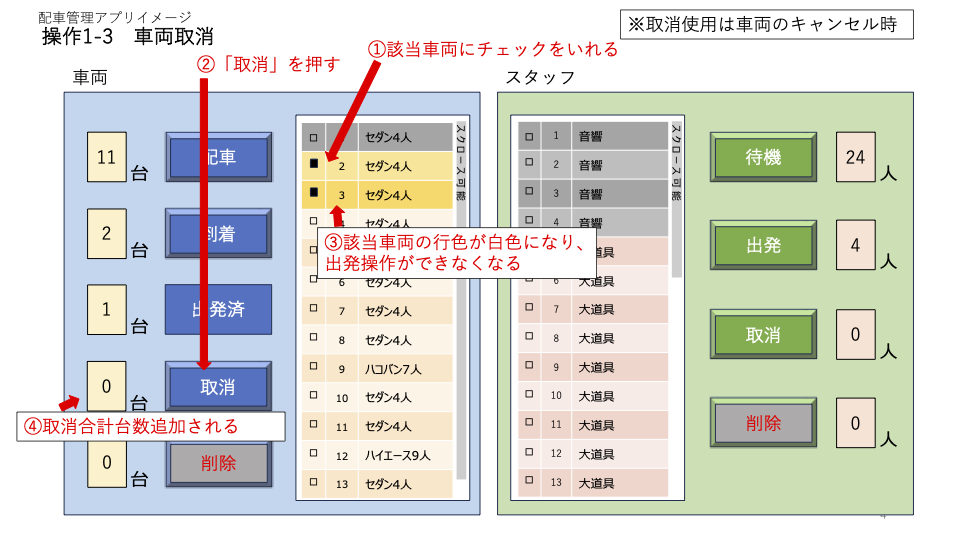 配車管理アプリイメージ
操作1-3　車両取消
※取消使用は車両のキャンセル時
①該当車両にチェックをいれる
②「取消」を押す
車両
スタッフ
11
台
配車
2
台
到着
1
台
出発済
0
台
取消
④取消合計台数追加される
0
台
削除
セダン4人
2 セダン4人
3 セダン4人
4 セダン4人
③該当車両の行色が白色になり、
出発操作ができなくなる
6 セダン4人
7 セダン4人
8 セダン4人
9 ハコバン7人
10 セダン4人
11 セダン4人
12 ハイエース9人
13 セダン4人
スクロース可能
1 音響
2 音響
3 音響
4 音響
道具
6 大道具
7 大道具
8 大道具
9 大道具
10 大道具
11 大道具
12 大道具
13 大道具
スクロース可能
待機
24
人
出発
4
人
取消
0
人
削除
0
人
4